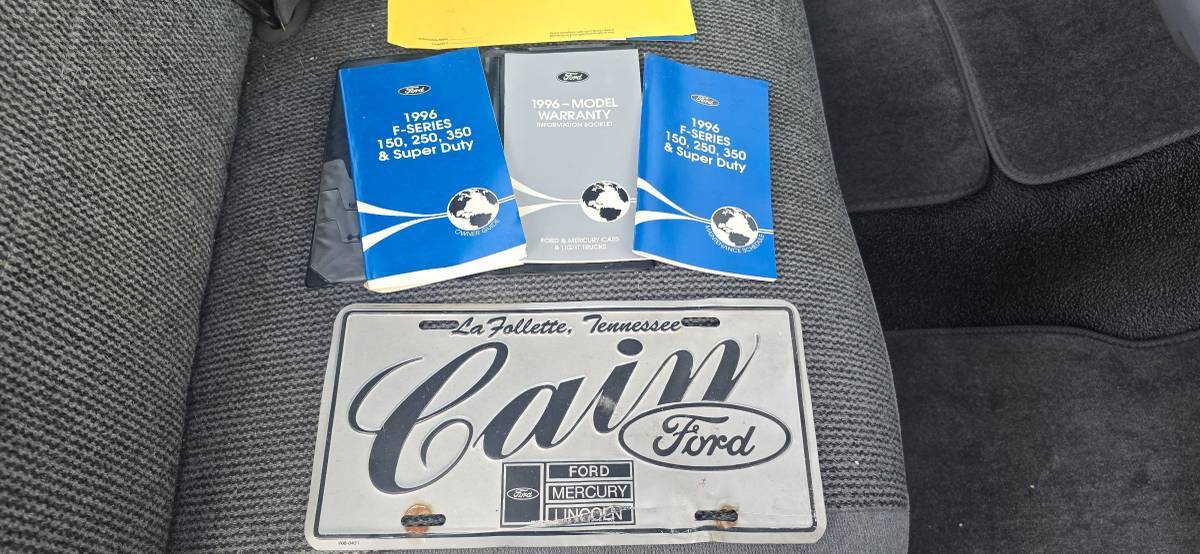 Ford
1996
F-SERIES
150, 250, 350
& Super Duty
OWNER GUIDE
Ford
1996-MODEL
WARRANTY
INFORMATION BOOKLET
FORD & MERCURY CARS
& LIGHT TRUCKS
Ford
1996
F-SERIES
150, 250, 350
& Super Duty
MAINTENANCE SCHEDULE
La Follette, Tennessee
Cain
Ford
Ford
FORD
MERCURY
LINCOLN